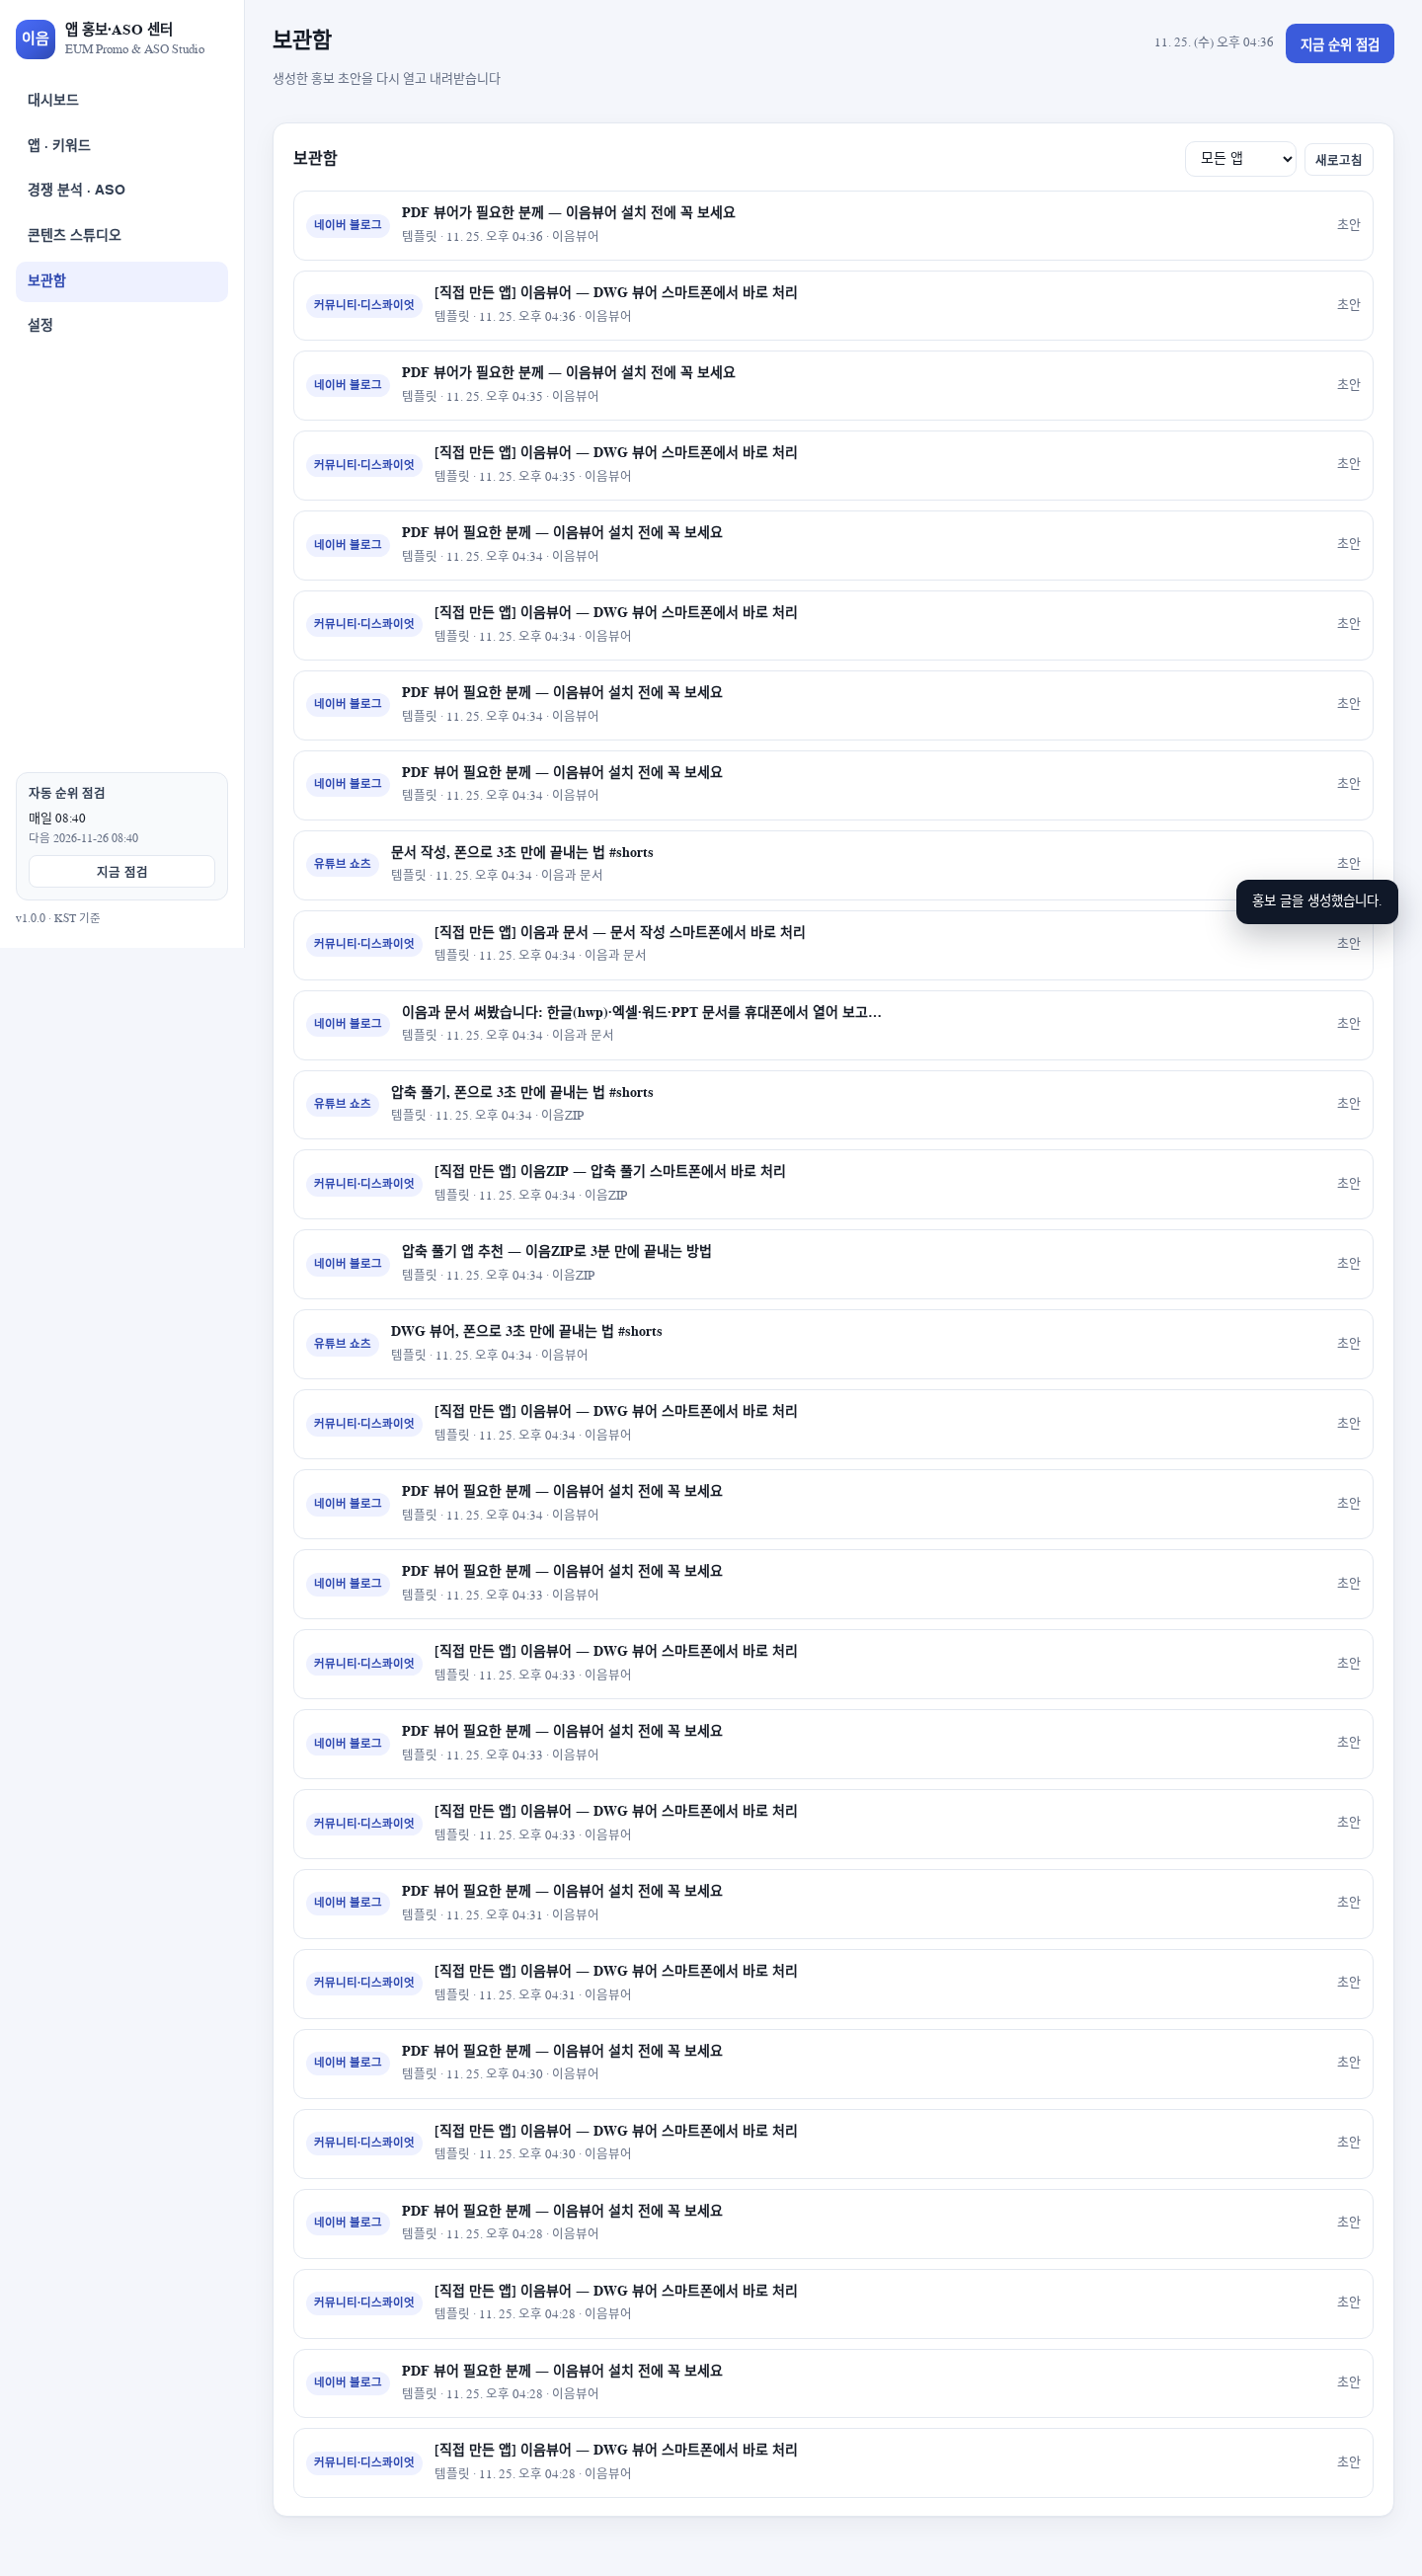 이음
앱 홍보·ASO 센터
EUM Promo & ASO Studio
대시보드
앱 · 키워드
경쟁 분석 · ASO
콘텐츠 스튜디오
보관함
설정
자동 순위 점검
매일 08:40
다음 2026-11-26 08:40
지금 점검
v1.0.0 · KST 기준
보관함
생성한 홍보 초안을 다시 열고 내려받습니다
11. 25. (수) 오후 04:36
지금 순위 점검
보관함
모든 앱
새로고침
네이버 블로그
PDF 뷰어가 필요한 분께 — 이음뷰어 설치 전에 꼭 보세요
템플릿 · 11. 25. 오후 04:36 · 이음뷰어
초안
커뮤니티·디스콰이엇
[직접 만든 앱] 이음뷰어 — DWG 뷰어 스마트폰에서 바로 처리
템플릿 · 11. 25. 오후 04:36 · 이음뷰어
초안
네이버 블로그
PDF 뷰어가 필요한 분께 — 이음뷰어 설치 전에 꼭 보세요
템플릿 · 11. 25. 오후 04:35 · 이음뷰어
초안
커뮤니티·디스콰이엇
[직접 만든 앱] 이음뷰어 — DWG 뷰어 스마트폰에서 바로 처리
템플릿 · 11. 25. 오후 04:35 · 이음뷰어
초안
네이버 블로그
PDF 뷰어 필요한 분께 — 이음뷰어 설치 전에 꼭 보세요
템플릿 · 11. 25. 오후 04:34 · 이음뷰어
초안
커뮤니티·디스콰이엇
[직접 만든 앱] 이음뷰어 — DWG 뷰어 스마트폰에서 바로 처리
템플릿 · 11. 25. 오후 04:34 · 이음뷰어
초안
네이버 블로그
PDF 뷰어 필요한 분께 — 이음뷰어 설치 전에 꼭 보세요
템플릿 · 11. 25. 오후 04:34 · 이음뷰어
초안
네이버 블로그
PDF 뷰어 필요한 분께 — 이음뷰어 설치 전에 꼭 보세요
템플릿 · 11. 25. 오후 04:34 · 이음뷰어
초안
유튜브 쇼츠
문서 작성, 폰으로 3초 만에 끝내는 법 #shorts
템플릿 · 11. 25. 오후 04:34 · 이음과 문서
초안
홍보 글을 생성했습니다.
커뮤니티·디스콰이엇
[직접 만든 앱] 이음과 문서 — 문서 작성 스마트폰에서 바로 처리
템플릿 · 11. 25. 오후 04:34 · 이음과 문서
초안
네이버 블로그
이음과 문서 써봤습니다: 한글(hwp)·엑셀·워드·PPT 문서를 휴대폰에서 열어 보고…
템플릿 · 11. 25. 오후 04:34 · 이음과 문서
초안
유튜브 쇼츠
압축 풀기, 폰으로 3초 만에 끝내는 법 #shorts
템플릿 · 11. 25. 오후 04:34 · 이음ZIP
초안
커뮤니티·디스콰이엇
[직접 만든 앱] 이음ZIP — 압축 풀기 스마트폰에서 바로 처리
템플릿 · 11. 25. 오후 04:34 · 이음ZIP
초안
네이버 블로그
압축 풀기 앱 추천 — 이음ZIP로 3분 만에 끝내는 방법
템플릿 · 11. 25. 오후 04:34 · 이음ZIP
초안
유튜브 쇼츠
DWG 뷰어, 폰으로 3초 만에 끝내는 법 #shorts
템플릿 · 11. 25. 오후 04:34 · 이음뷰어
초안
커뮤니티·디스콰이엇
[직접 만든 앱] 이음뷰어 — DWG 뷰어 스마트폰에서 바로 처리
템플릿 · 11. 25. 오후 04:34 · 이음뷰어
초안
네이버 블로그
PDF 뷰어 필요한 분께 — 이음뷰어 설치 전에 꼭 보세요
템플릿 · 11. 25. 오후 04:34 · 이음뷰어
초안
네이버 블로그
PDF 뷰어 필요한 분께 — 이음뷰어 설치 전에 꼭 보세요
템플릿 · 11. 25. 오후 04:33 · 이음뷰어
초안
커뮤니티·디스콰이엇
[직접 만든 앱] 이음뷰어 — DWG 뷰어 스마트폰에서 바로 처리
템플릿 · 11. 25. 오후 04:33 · 이음뷰어
초안
네이버 블로그
PDF 뷰어 필요한 분께 — 이음뷰어 설치 전에 꼭 보세요
템플릿 · 11. 25. 오후 04:33 · 이음뷰어
초안
커뮤니티·디스콰이엇
[직접 만든 앱] 이음뷰어 — DWG 뷰어 스마트폰에서 바로 처리
템플릿 · 11. 25. 오후 04:33 · 이음뷰어
초안
네이버 블로그
PDF 뷰어 필요한 분께 — 이음뷰어 설치 전에 꼭 보세요
템플릿 · 11. 25. 오후 04:31 · 이음뷰어
초안
커뮤니티·디스콰이엇
[직접 만든 앱] 이음뷰어 — DWG 뷰어 스마트폰에서 바로 처리
템플릿 · 11. 25. 오후 04:31 · 이음뷰어
초안
네이버 블로그
PDF 뷰어 필요한 분께 — 이음뷰어 설치 전에 꼭 보세요
템플릿 · 11. 25. 오후 04:30 · 이음뷰어
초안
커뮤니티·디스콰이엇
[직접 만든 앱] 이음뷰어 — DWG 뷰어 스마트폰에서 바로 처리
템플릿 · 11. 25. 오후 04:30 · 이음뷰어
초안
네이버 블로그
PDF 뷰어 필요한 분께 — 이음뷰어 설치 전에 꼭 보세요
템플릿 · 11. 25. 오후 04:28 · 이음뷰어
초안
커뮤니티·디스콰이엇
[직접 만든 앱] 이음뷰어 — DWG 뷰어 스마트폰에서 바로 처리
템플릿 · 11. 25. 오후 04:28 · 이음뷰어
초안
네이버 블로그
PDF 뷰어 필요한 분께 — 이음뷰어 설치 전에 꼭 보세요
템플릿 · 11. 25. 오후 04:28 · 이음뷰어
초안
커뮤니티·디스콰이엇
[직접 만든 앱] 이음뷰어 — DWG 뷰어 스마트폰에서 바로 처리
템플릿 · 11. 25. 오후 04:28 · 이음뷰어
초안